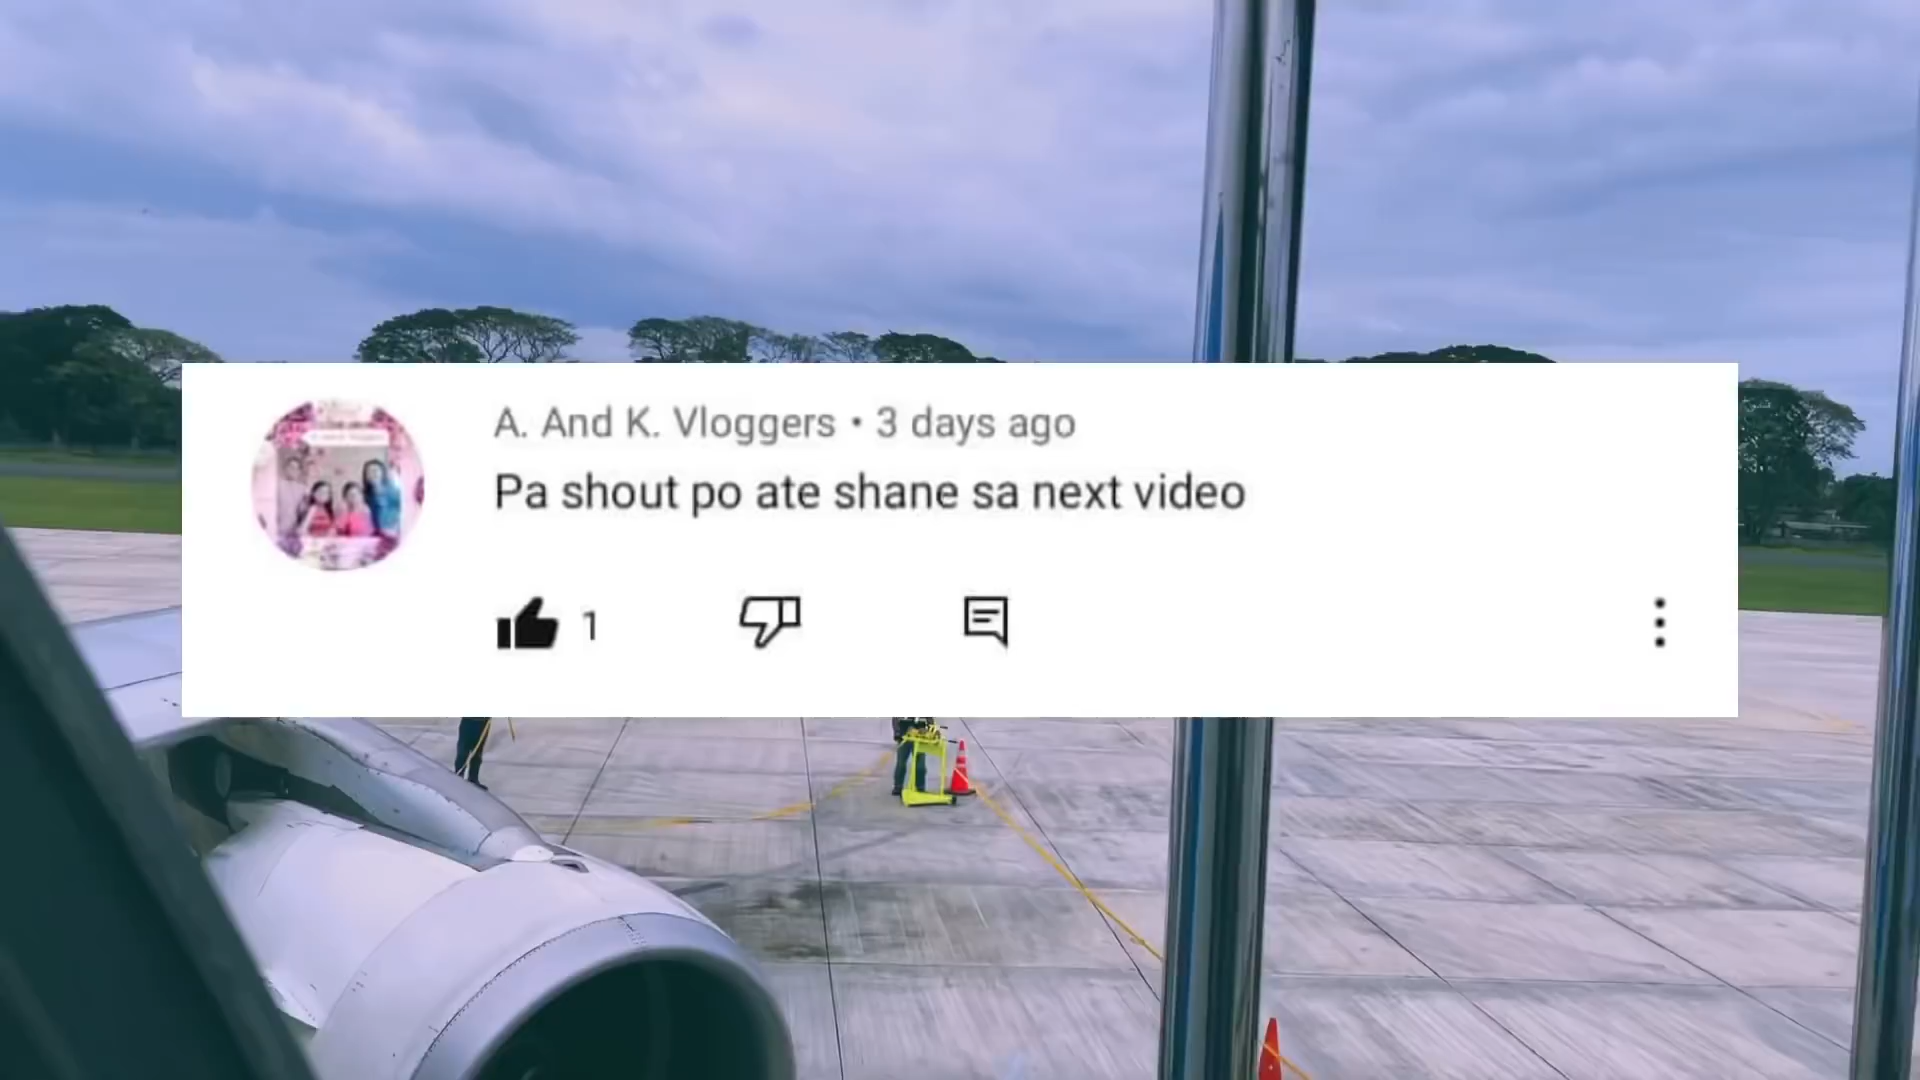 A. And K. Vloggers • 3 days ago
Pa shout po ate shane sa next video
1